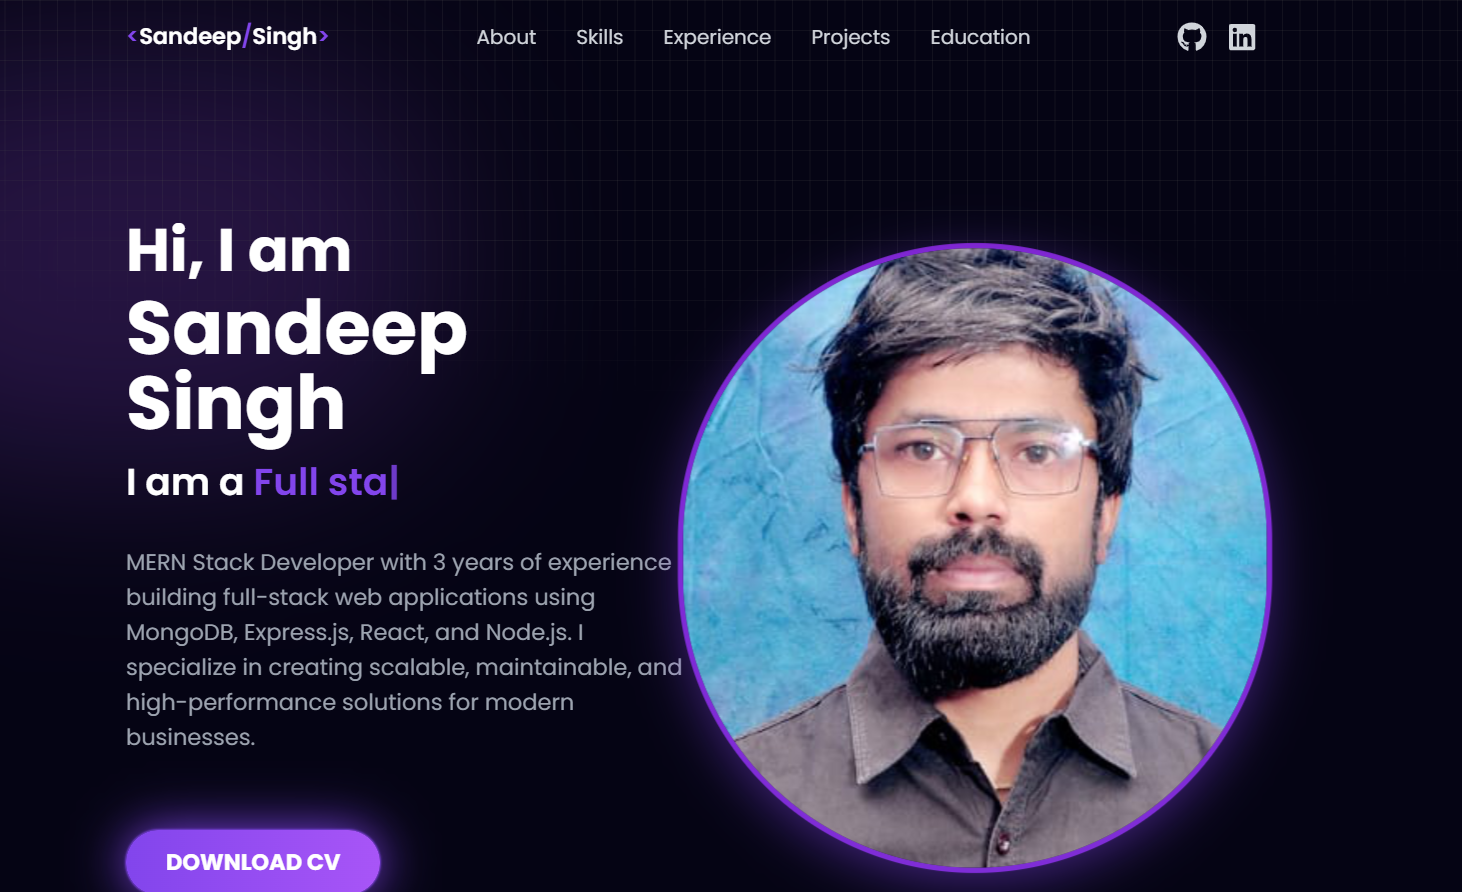 <Sandeep/Singh>
About Skills Experience Projects Education
Hi, I am
Sandeep
Singh
I am a Full sta|
MERN Stack Developer with 3 years of experience
building full-stack web applications using
MongoDB, Express.js, React, and Node.js. I
specialize in creating scalable, maintainable, and
high-performance solutions for modern
businesses.
DOWNLOAD CV